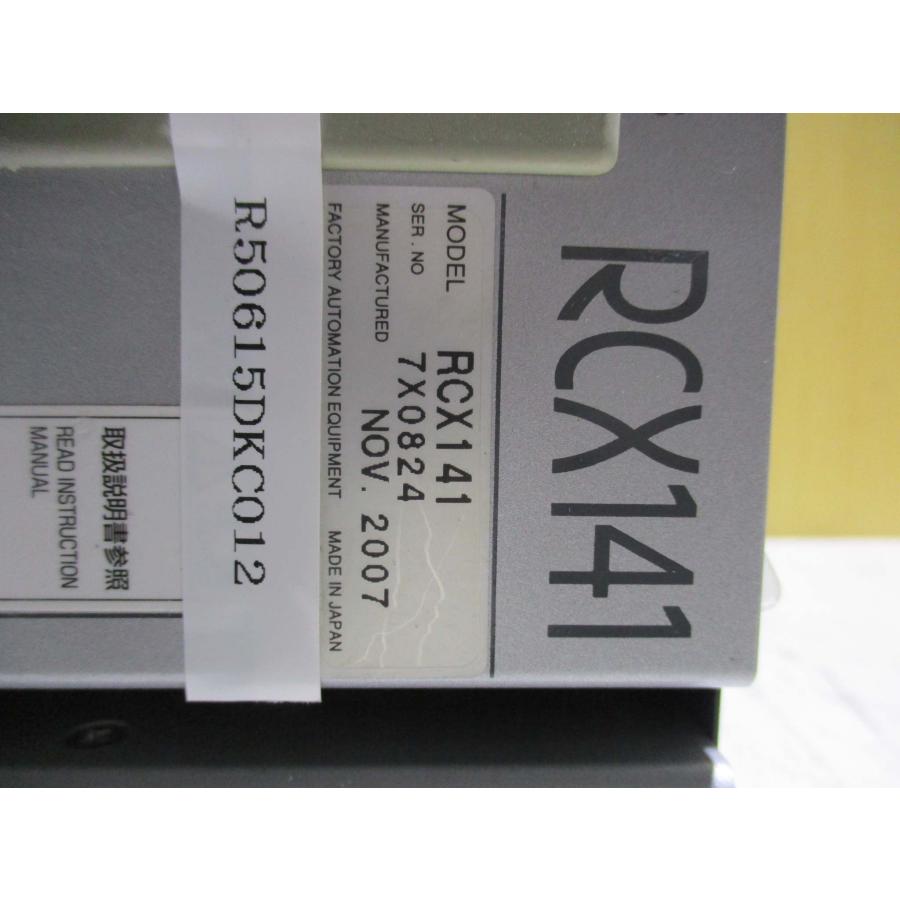 RCX141
MODEL RCX141
SER. NO 7X0824
MANUFACTURED NOV. 2007
FACTORY AUTOMATION EQUIPMENT MADE IN JAPAN
R50615DKC012
取扱説明書参照
READ INSTRUCTION
MANUAL